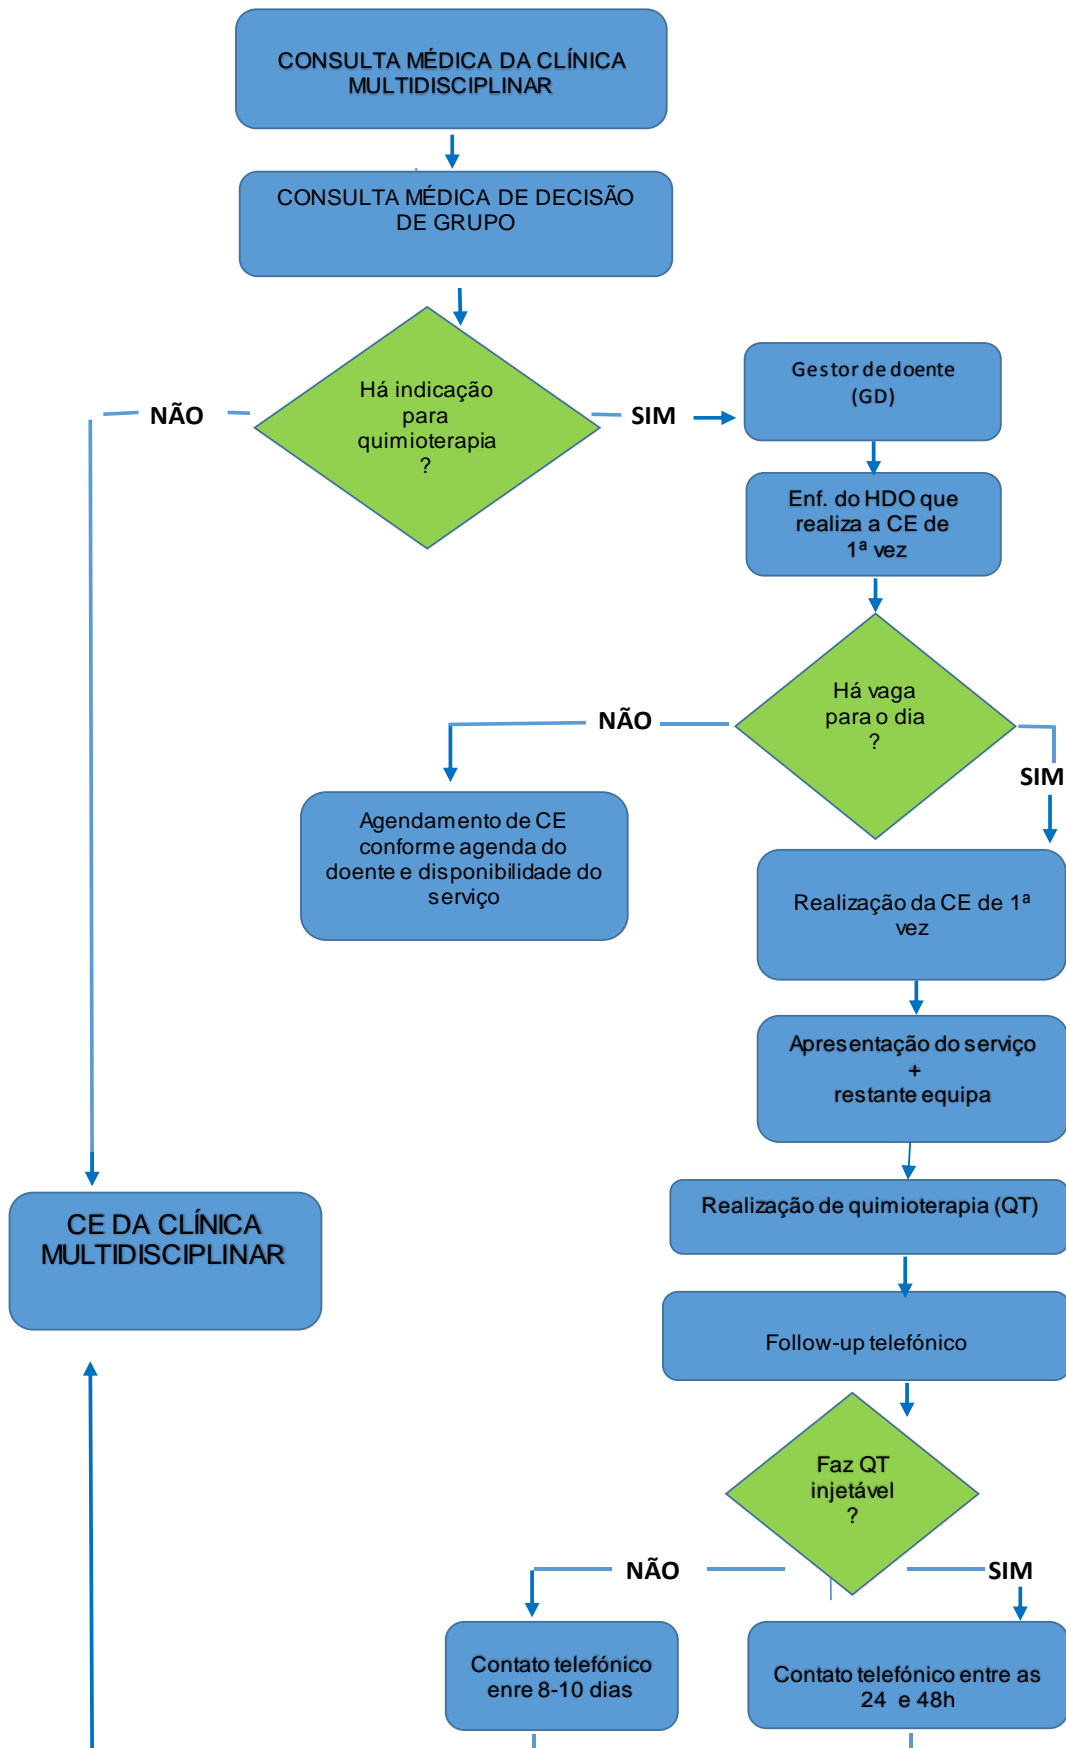 CONSULTA MÉDICA DA CLÍNICA
MULTIDISCIPLINAR
CONSULTA MÉDICA DE DECISÃO
DE GRUPO
Há indicação
para
quimioterapia
?
NÃO
SIM
Gestor de doente
(GD)
Enf. do HDO que
realiza a CE de
1ª vez
Há vaga
para o dia
?
NÃO
SIM
Agendamento de CE
conforme agenda do
doente e disponibilidade do
serviço
Realização da CE de 1ª
vez
Apresentação do serviço
+
restante equipa
Realização de quimioterapia (QT)
CE DA CLÍNICA
MULTIDISCIPLINAR
Follow-up telefónico
Faz QT
injetável
?
NÃO
SIM
Contato telefónico
enre 8-10 dias
Contato telefónico entre as
24 e 48h